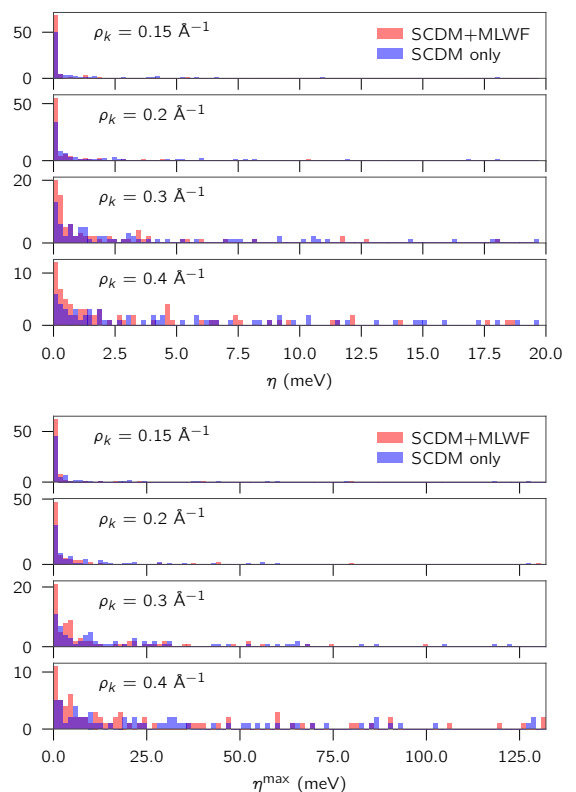 50
0
ρk = 0.15 Å−1
SCDM+MLWF
SCDM only
50
0
ρk = 0.2 Å−1
20
0
ρk = 0.3 Å−1
10
0
ρk = 0.4 Å−1
0.0 2.5 5.0 7.5 10.0 12.5 15.0 17.5 20.0
η (meV)
50
0
ρk = 0.15 Å−1
SCDM+MLWF
SCDM only
50
0
ρk = 0.2 Å−1
20
0
ρk = 0.3 Å−1
10
0
ρk = 0.4 Å−1
0.0 25.0 50.0 75.0 100.0 125.0
ηmax (meV)